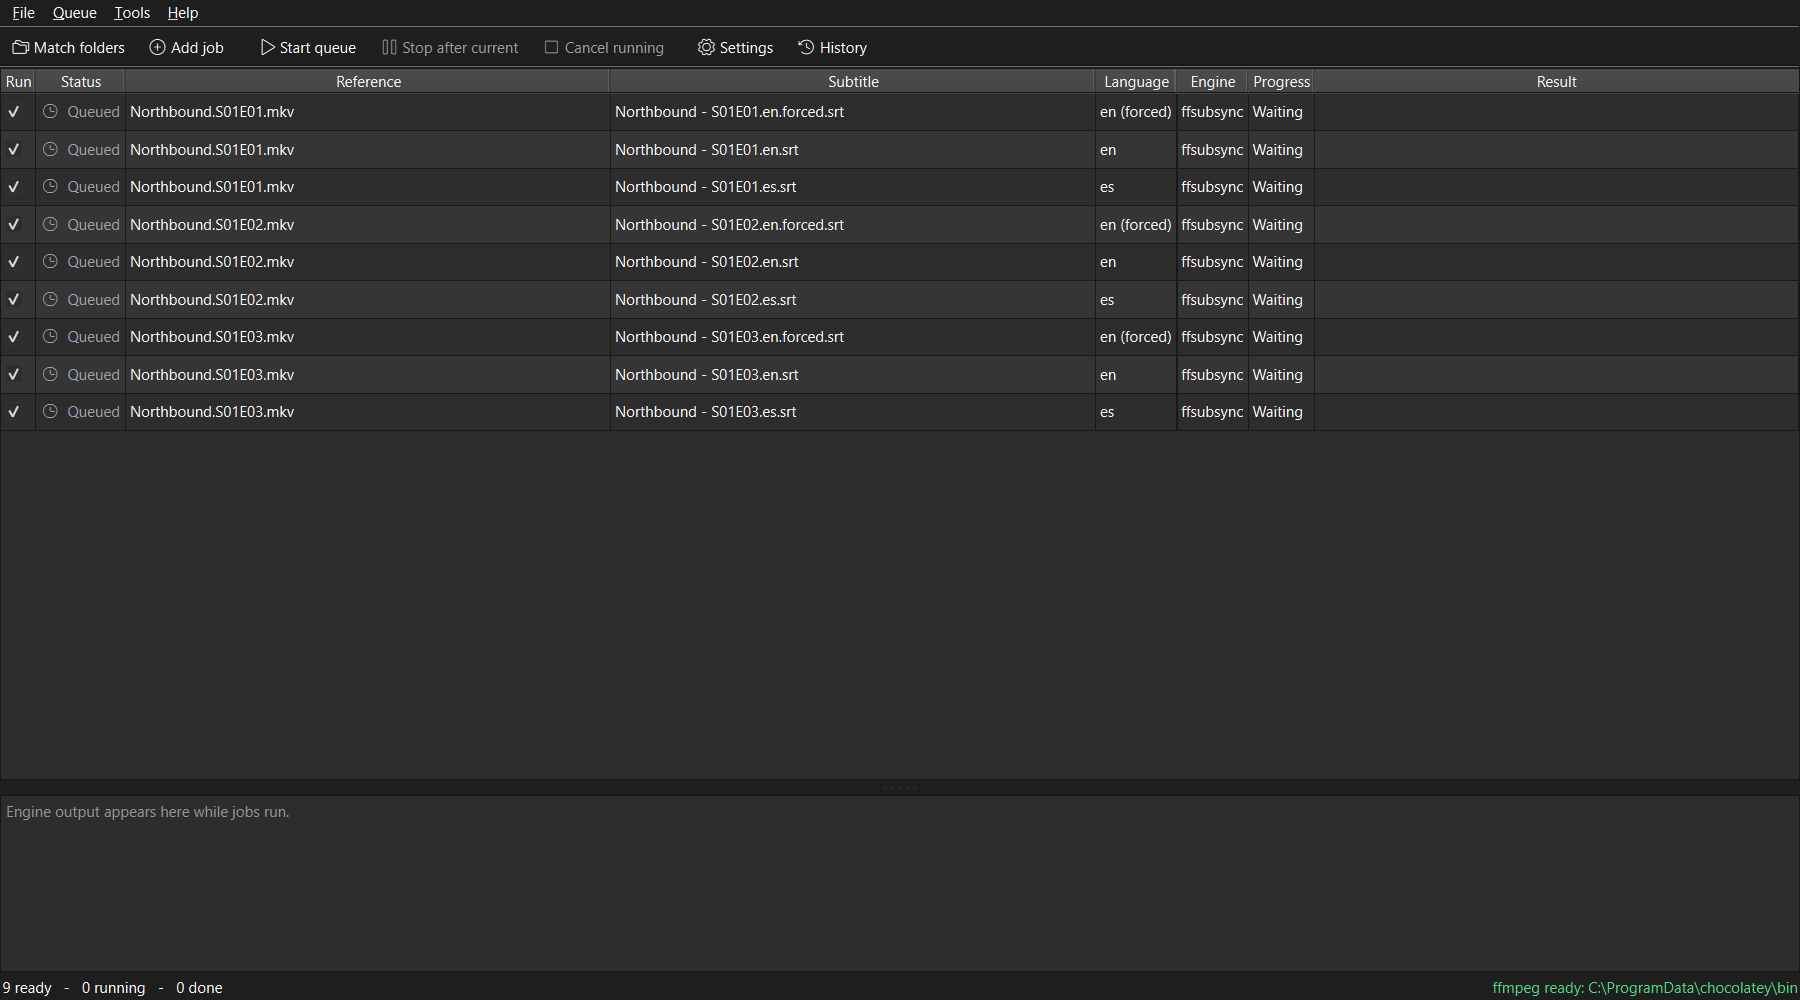 File Queue Tools Help
Match folders Add job Start queue Stop after current Cancel running Settings History
Run Status Reference Subtitle Language Engine Progress Result
Queued Northbound.S01E01.mkv Northbound - S01E01.en.forced.srt en (forced) ffsubsync Waiting
Queued Northbound.S01E01.mkv Northbound - S01E01.en.srt en ffsubsync Waiting
Queued Northbound.S01E01.mkv Northbound - S01E01.es.srt es ffsubsync Waiting
Queued Northbound.S01E02.mkv Northbound - S01E02.en.forced.srt en (forced) ffsubsync Waiting
Queued Northbound.S01E02.mkv Northbound - S01E02.en.srt en ffsubsync Waiting
Queued Northbound.S01E02.mkv Northbound - S01E02.es.srt es ffsubsync Waiting
Queued Northbound.S01E03.mkv Northbound - S01E03.en.forced.srt en (forced) ffsubsync Waiting
Queued Northbound.S01E03.mkv Northbound - S01E03.en.srt en ffsubsync Waiting
Queued Northbound.S01E03.mkv Northbound - S01E03.es.srt es ffsubsync Waiting
Engine output appears here while jobs run.
9 ready - 0 running - 0 done ffmpeg ready: C:\ProgramData\chocolatey\bin